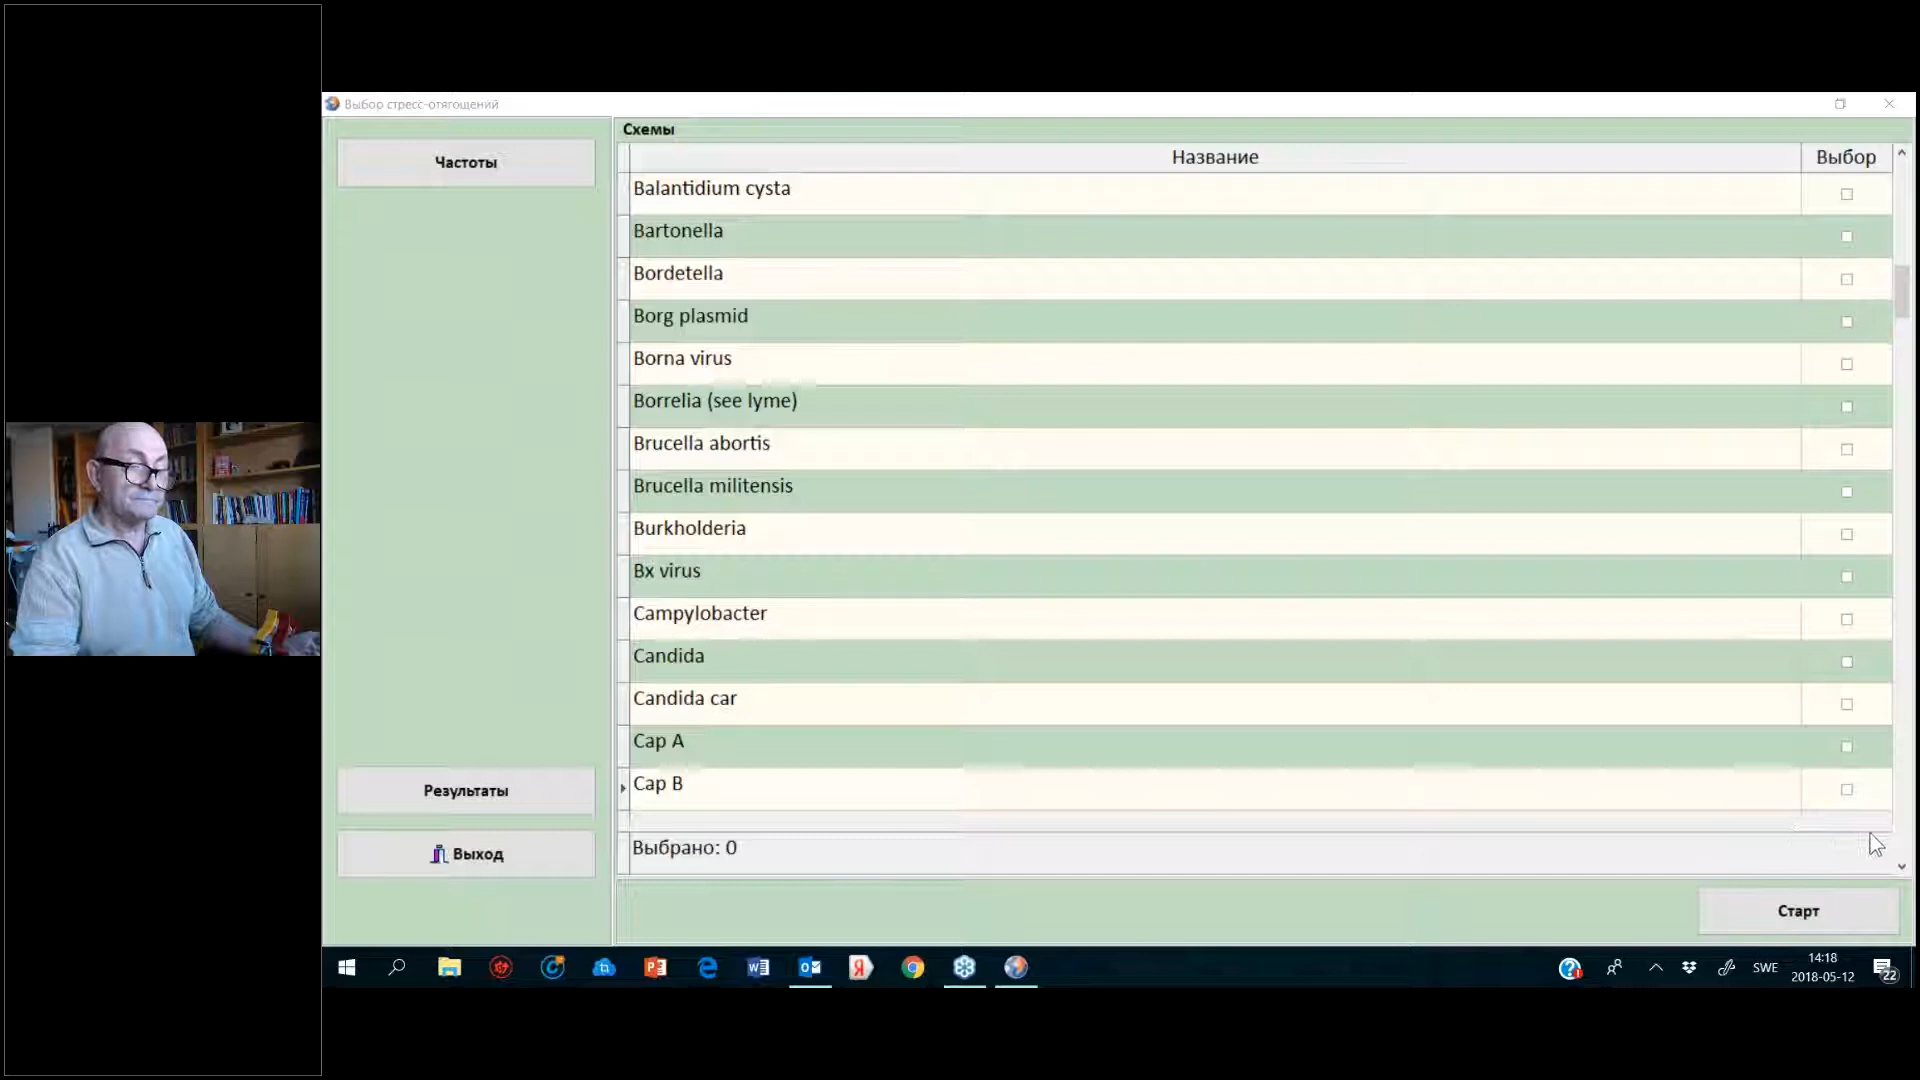 Выбор стресс-отягощений
Частоты
Результаты
Выход
Схемы
Название
Выбор
Balantidium cysta
Bartonella
Bordetella
Borg plasmid
Borna virus
Borrelia (see lyme)
Brucella abortis
Brucella militensis
Burkholderia
Bx virus
Campylobacter
Candida
Candida car
Cap A
Cap B
Выбрано: 0
Старт
SWE
14:18
2018-05-12
22